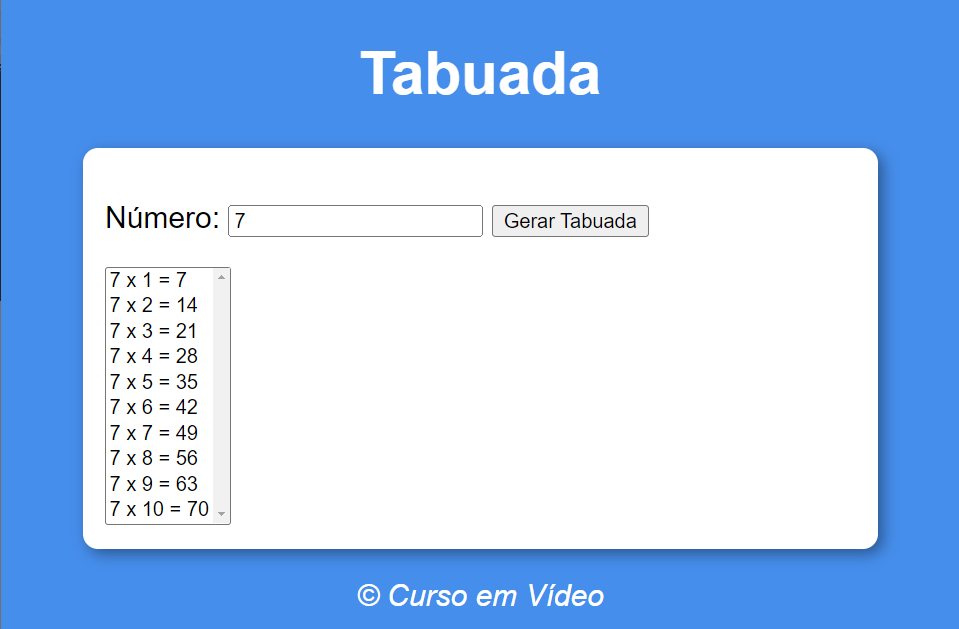 Tabuada
Número: 7 Gerar Tabuada
7 x 1 = 7
7 x 2 = 14
7 x 3 = 21
7 x 4 = 28
7 x 5 = 35
7 x 6 = 42
7 x 7 = 49
7 x 8 = 56
7 x 9 = 63
7 x 10 = 70
© Curso em Vídeo